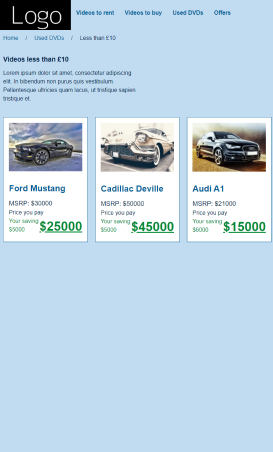 Logo
Videos to rent Videos to buy Used DVDs Offers
Home / Used DVDs / Less than £10
Videos less than £10
Lorem ipsum dolor sit amet, consectetur adipiscing
elit. In bibendum non purus quis vestibulum.
Pellentesque ultricies quam lacus, ut tristique sapien
tristique et.
Ford Mustang
MSRP: $30000
Price you pay
$25000
Your saving
$5000
Cadillac Deville
MSRP: $50000
Price you pay
$45000
Your saving
$5000
Audi A1
MSRP: $21000
Price you pay
$15000
Your saving
$6000